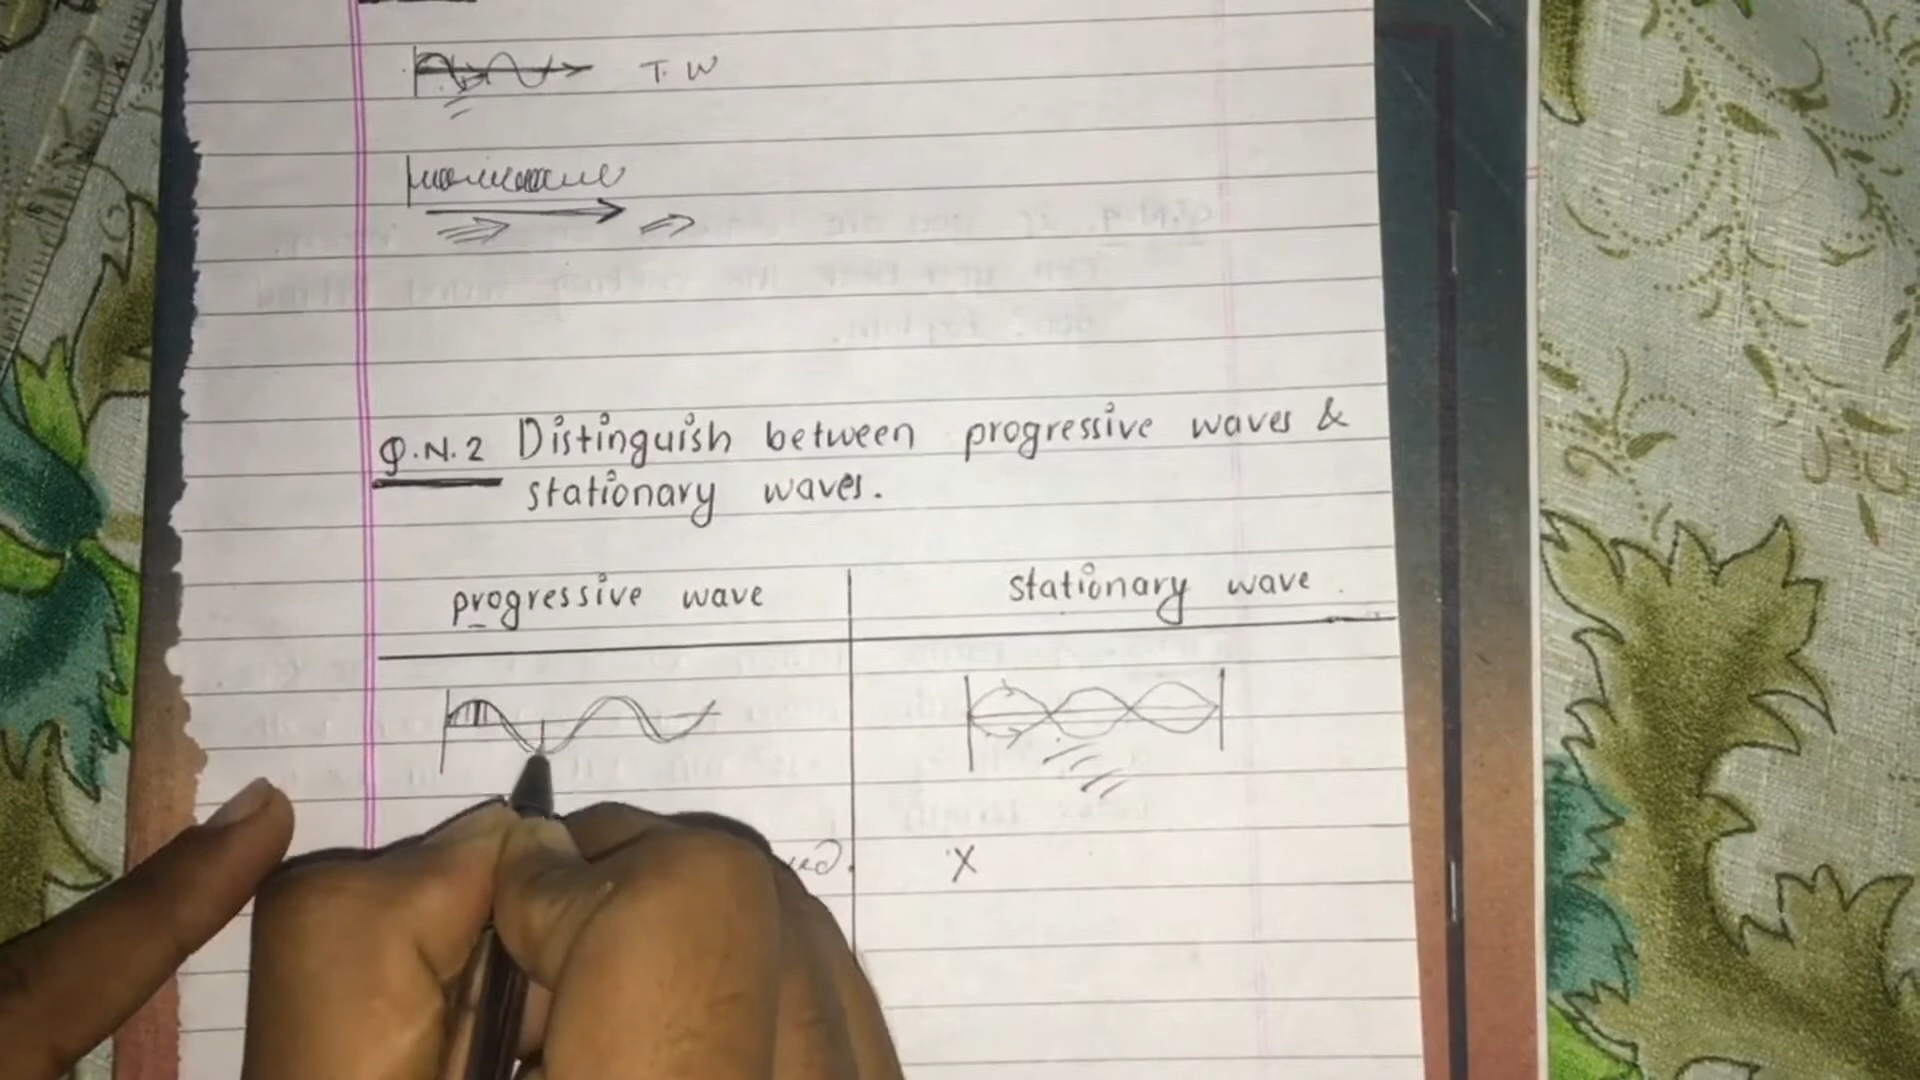 T. W
Q.N.2 Distinguish between progressive waves &
stationary waves.
progressive wave
stationary wave
X